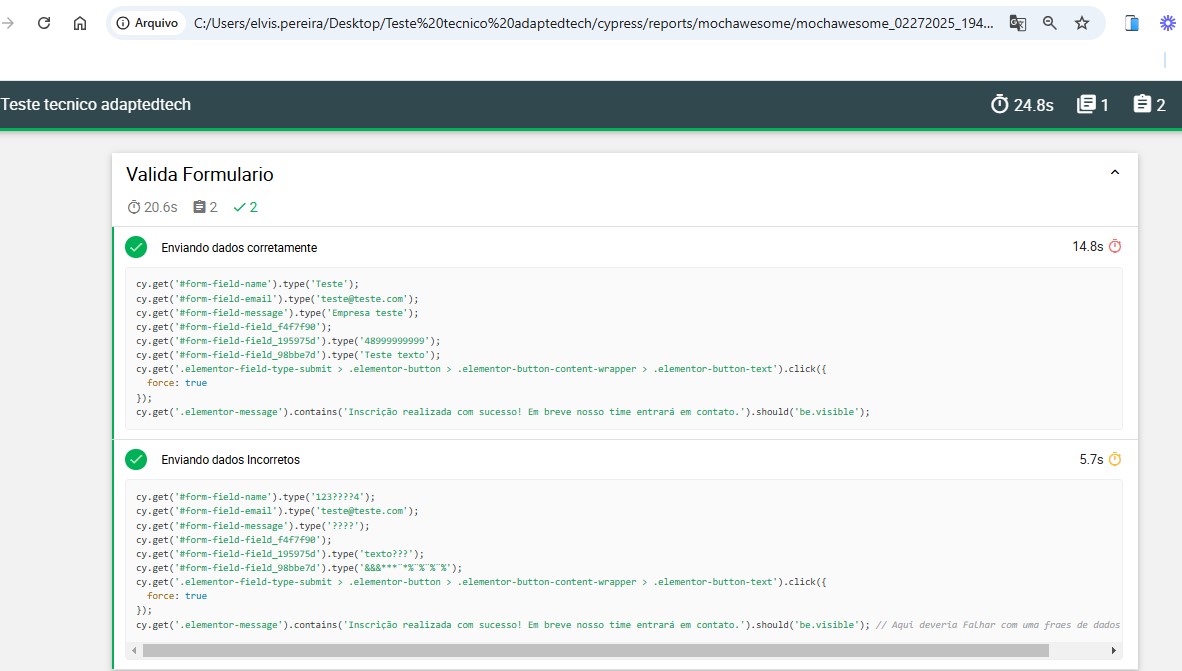 Arquivo C:/Users/elvis.pereira/Desktop/Teste%20tecnico%20adaptedtech/cypress/reports/mochawesome/mochawesome_02272025_194...
Teste tecnico adaptedtech 24.8s 1 2
Valida Formulario
20.6s 2 2
Enviando dados corretamente 14.8s
cy.get('#form-field-name').type('Teste');
cy.get('#form-field-email').type('teste@teste.com');
cy.get('#form-field-message').type('Empresa teste');
cy.get('#form-field-field_f4f7f90');
cy.get('#form-field-field_195975d').type('48999999999');
cy.get('#form-field-field_98bbe7d').type('Teste texto');
cy.get('.elementor-field-type-submit > .elementor-button > .elementor-button-content-wrapper > .elementor-button-text').click({
force: true
});
cy.get('.elementor-message').contains('Inscrição realizada com sucesso! Em breve nosso time entrará em contato.').should('be.visible');
Enviando dados Incorretos 5.7s
cy.get('#form-field-name').type('123????4');
cy.get('#form-field-email').type('teste@teste.com');
cy.get('#form-field-message').type('????');
cy.get('#form-field-field_f4f7f90');
cy.get('#form-field-field_195975d').type('texto???');
cy.get('#form-field-field_98bbe7d').type('&&&***¨*%¨%¨%¨%');
cy.get('.elementor-field-type-submit > .elementor-button > .elementor-button-content-wrapper > .elementor-button-text').click({
force: true
});
cy.get('.elementor-message').contains('Inscrição realizada com sucesso! Em breve nosso time entrará em contato.').should('be.visible'); // Aqui deveria Falhar com uma fraes de dados